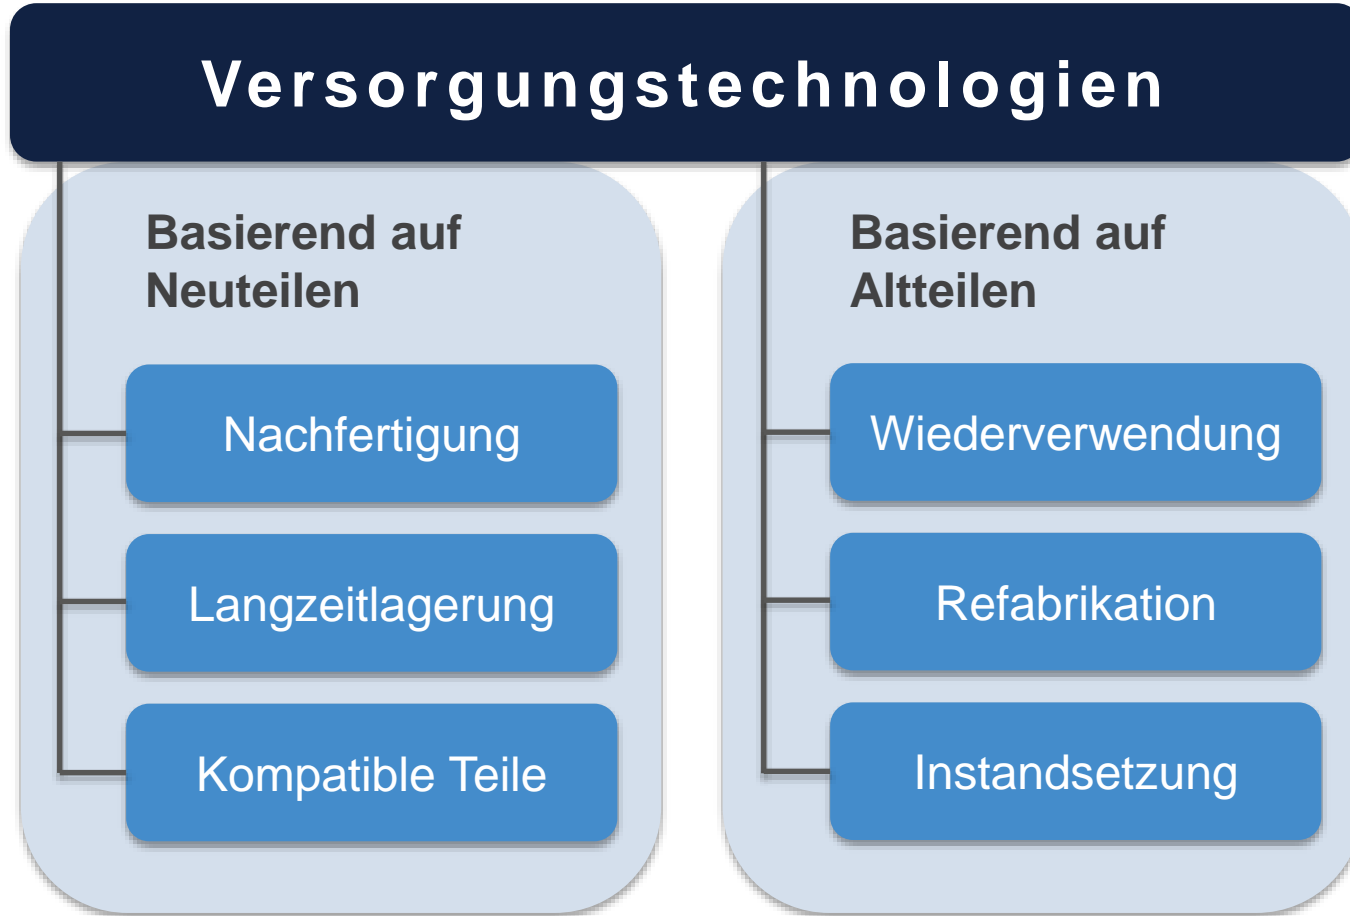 Versorgungstechnologien
Basierend auf
Neuteilen
Nachfertigung
Langzeitlagerung
Kompatible Teile
Basierend auf
Altteilen
Wiederverwendung
Refabrikation
Instandsetzung